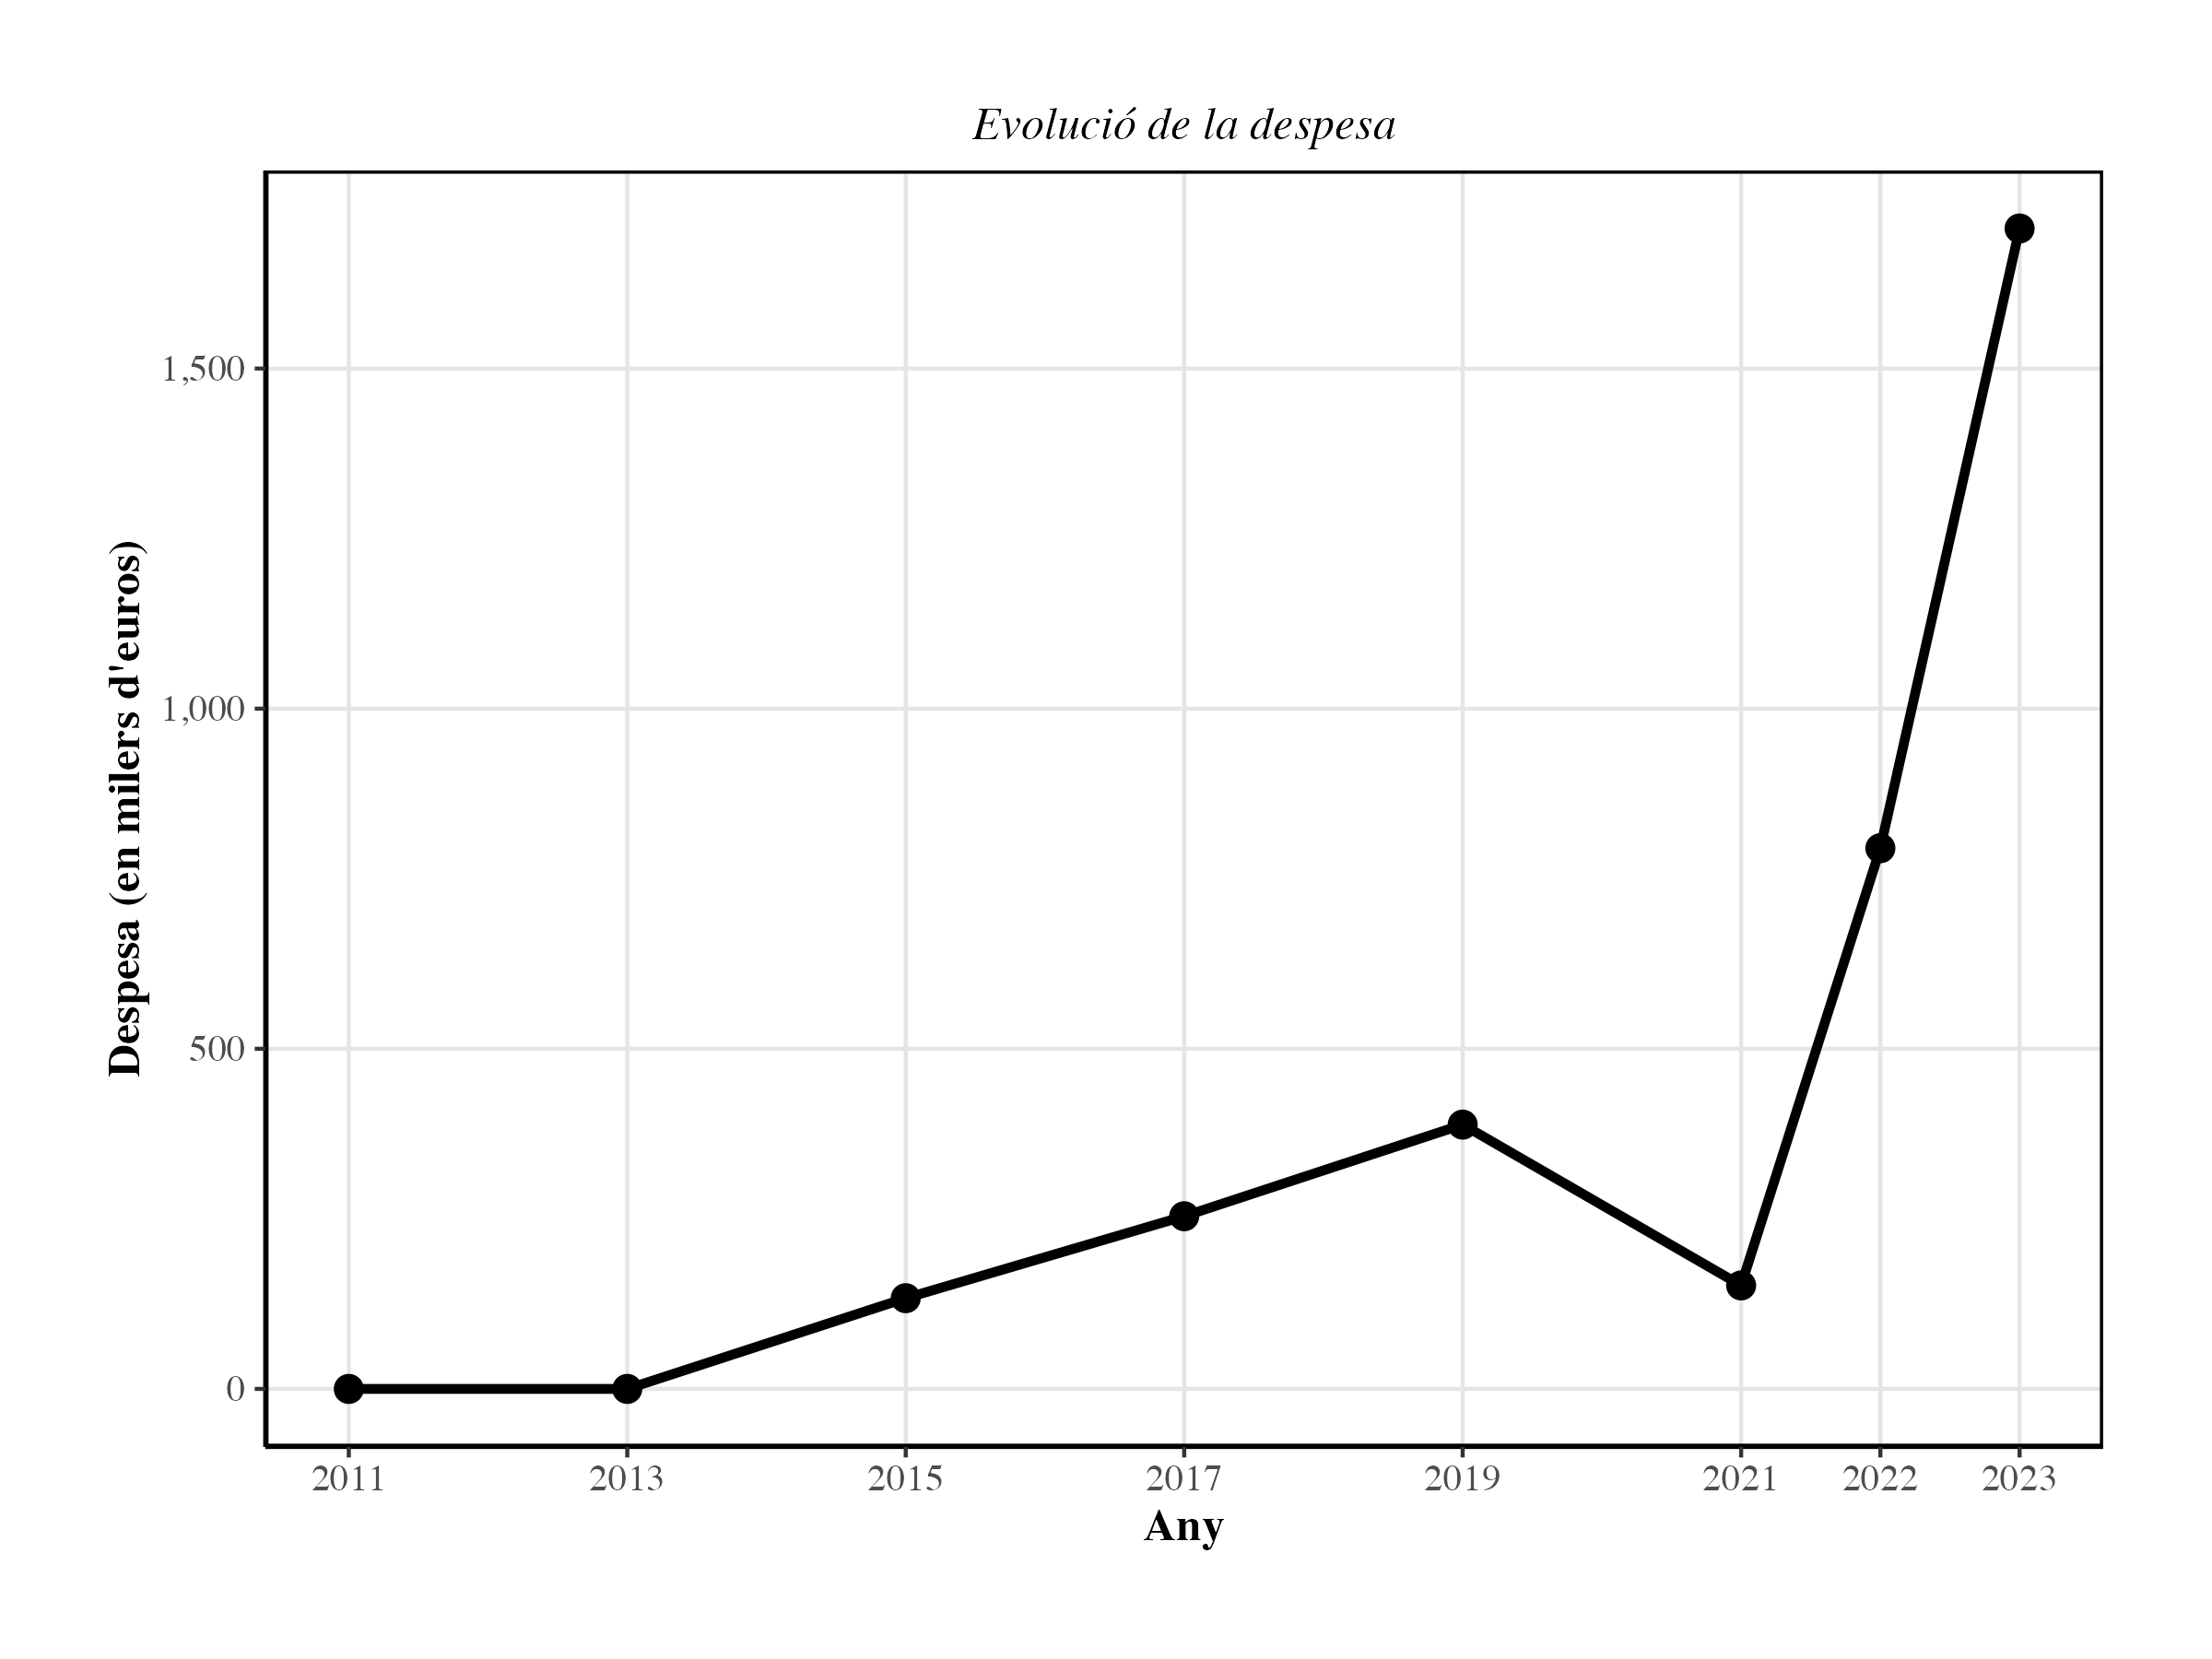 Evolució de la despesa
Despesa (en milers d'euros)
1,500
1,000
500
0
2011 2013 2015 2017 2019 2021 2022 2023
Any